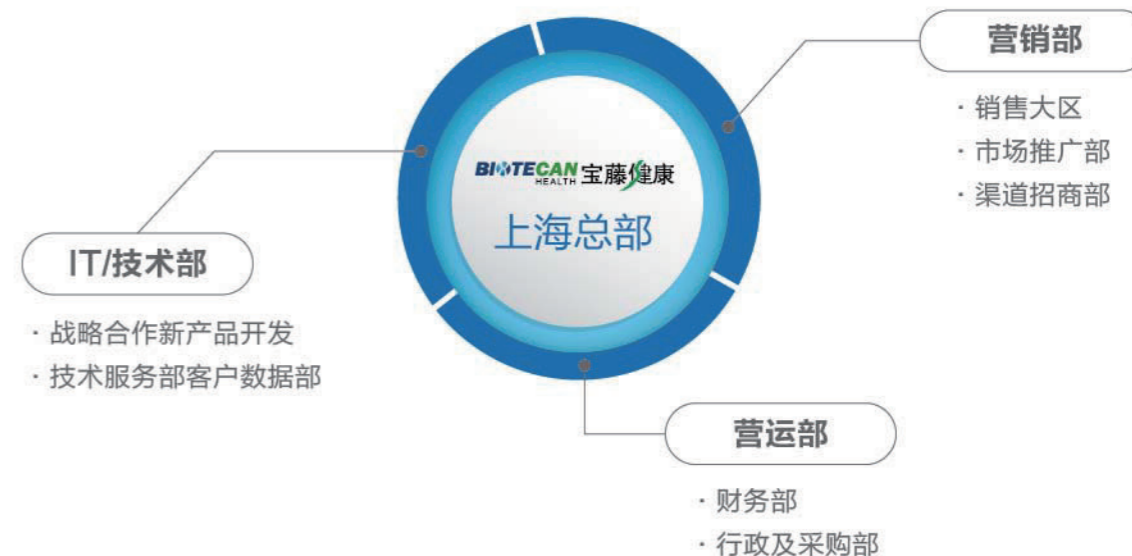 营销部
· 销售大区
· 市场推广部
· 渠道招商部
BIOTECAN
HEALTH
宝藤健康
上海总部
IT/技术部
· 战略合作新产品开发
· 技术服务部客户数据部
营运部
· 财务部
· 行政及采购部